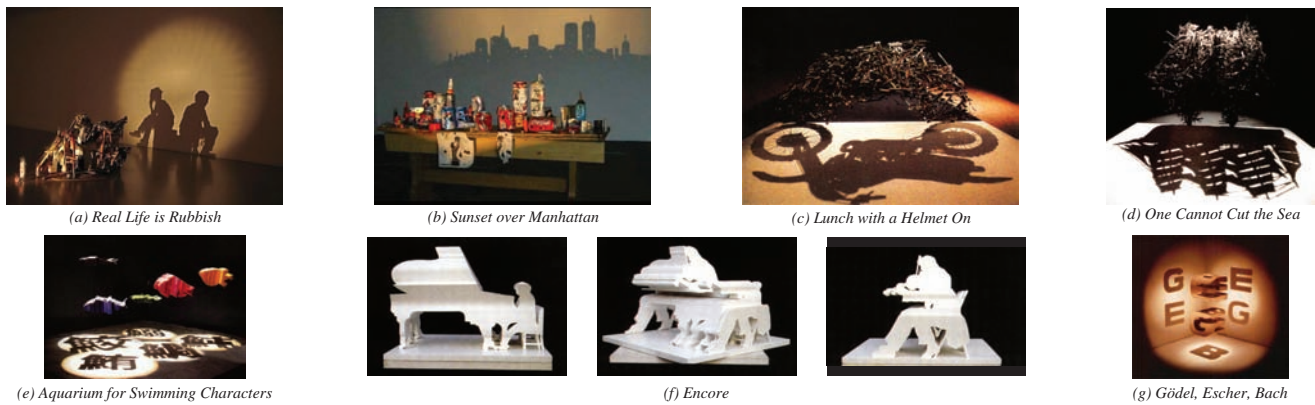 (a) Real Life is Rubbish
(b) Sunset over Manhattan
(c) Lunch with a Helmet On
(d) One Cannot Cut the Sea
G E
E G
B
(e) Aquarium for Swimming Characters
(f) Encore
(g) Gödel, Escher, Bach